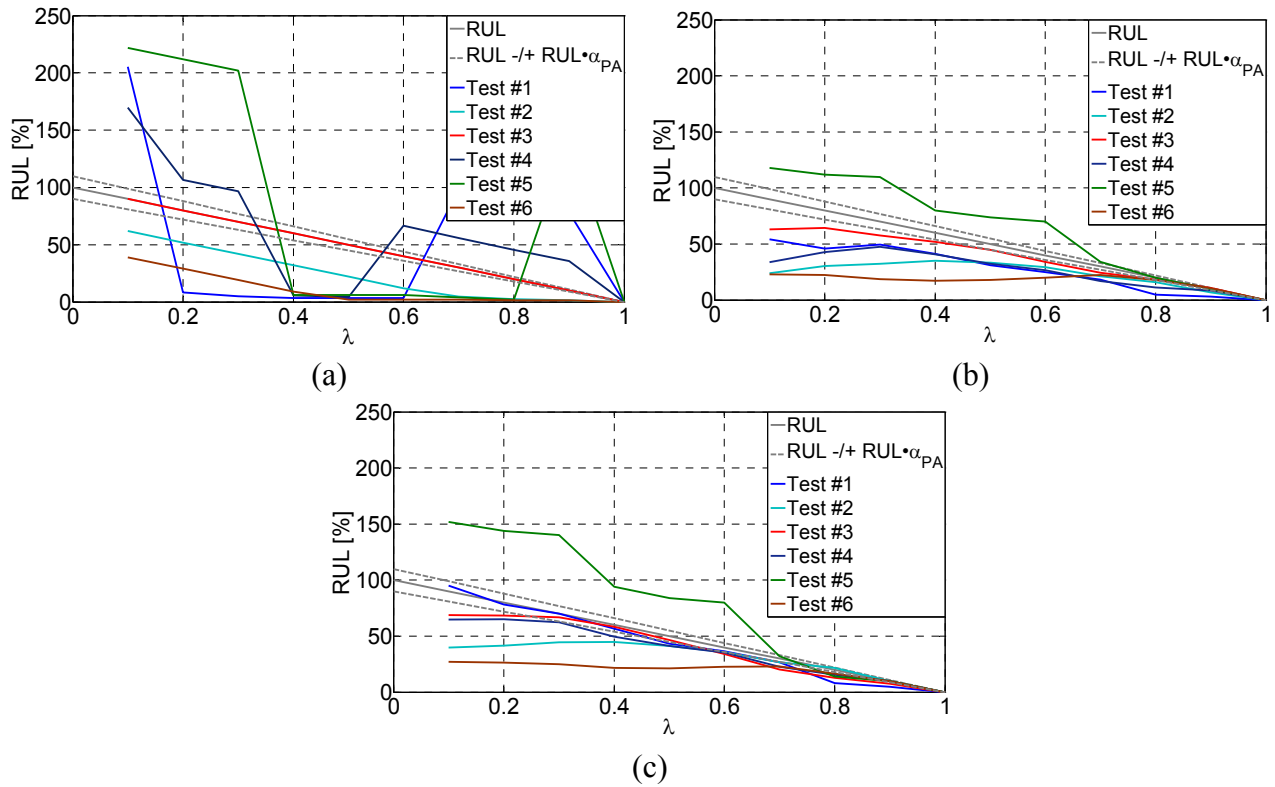 250
200
150
100
50
0
RUL [%]
0.2
0.4
0.6
0.8
1
λ
RUL
RUL -/+ RUL•α_PA
Test #1
Test #2
Test #3
Test #4
Test #5
Test #6
(a)
250
200
150
100
50
0
RUL [%]
0
0.2
0.4
0.6
0.8
1
λ
RUL
RUL -/+ RUL•α_PA
Test #1
Test #2
Test #3
Test #4
Test #5
Test #6
(b)
250
200
150
100
50
0
RUL [%]
0
0.2
0.4
0.6
0.8
1
λ
RUL
RUL -/+ RUL•α_PA
Test #1
Test #2
Test #3
Test #4
Test #5
Test #6
(c)